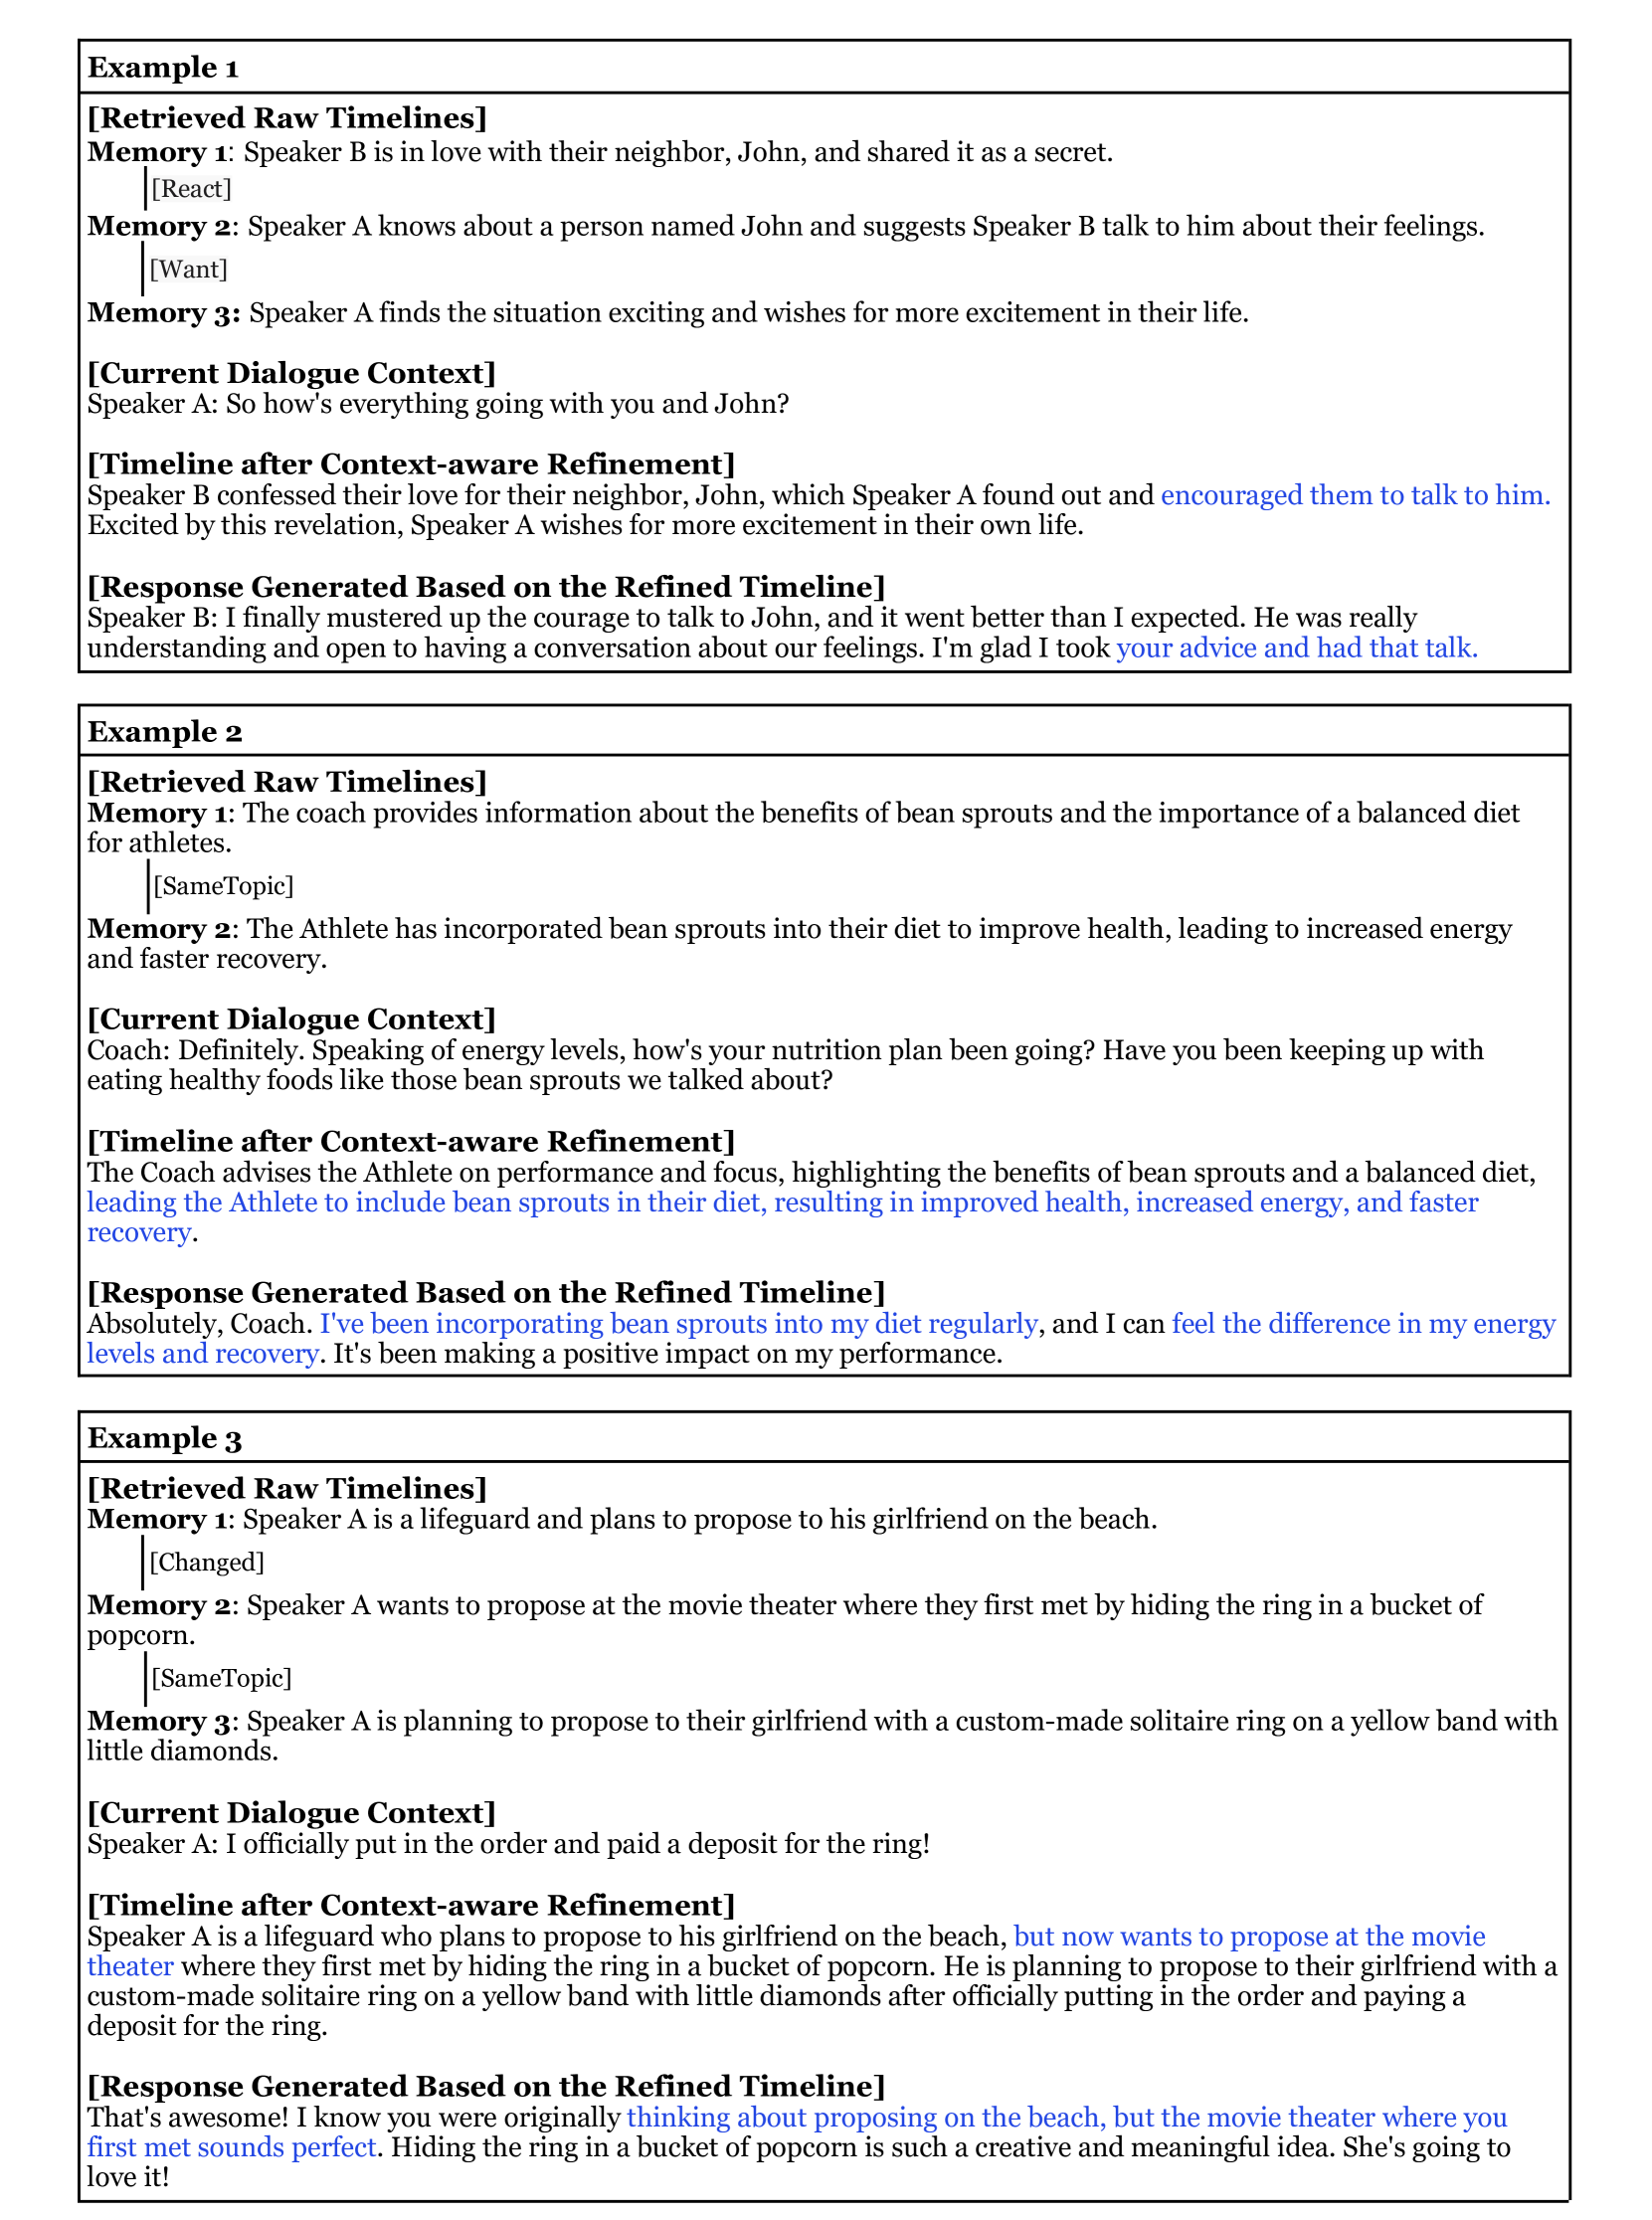 Example 1
[Retrieved Raw Timelines]
Memory 1: Speaker B is in love with their neighbor, John, and shared it as a secret.
[React]
Memory 2: Speaker A knows about a person named John and suggests Speaker B talk to him about their feelings.
[Want]
Memory 3: Speaker A finds the situation exciting and wishes for more excitement in their life.
[Current Dialogue Context]
Speaker A: So how's everything going with you and John?
[Timeline after Context-aware Refinement]
Speaker B confessed their love for their neighbor, John, which Speaker A found out and encouraged them to talk to him.
Excited by this revelation, Speaker A wishes for more excitement in their own life.
[Response Generated Based on the Refined Timeline]
Speaker B: I finally mustered up the courage to talk to John, and it went better than I expected. He was really
understanding and open to having a conversation about our feelings. I'm glad I took your advice and had that talk.
Example 2
[Retrieved Raw Timelines]
Memory 1: The coach provides information about the benefits of bean sprouts and the importance of a balanced diet
for athletes.
[SameTopic]
Memory 2: The Athlete has incorporated bean sprouts into their diet to improve health, leading to increased energy
and faster recovery.
[Current Dialogue Context]
Coach: Definitely. Speaking of energy levels, how's your nutrition plan been going? Have you been keeping up with
eating healthy foods like those bean sprouts we talked about?
[Timeline after Context-aware Refinement]
The Coach advises the Athlete on performance and focus, highlighting the benefits of bean sprouts and a balanced diet,
leading the Athlete to include bean sprouts in their diet, resulting in improved health, increased energy, and faster
recovery.
[Response Generated Based on the Refined Timeline]
Absolutely, Coach. I've been incorporating bean sprouts into my diet regularly, and I can feel the difference in my energy
levels and recovery. It's been making a positive impact on my performance.
Example 3
[Retrieved Raw Timelines]
Memory 1: Speaker A is a lifeguard and plans to propose to his girlfriend on the beach.
[Changed]
Memory 2: Speaker A wants to propose at the movie theater where they first met by hiding the ring in a bucket of
popcorn.
[SameTopic]
Memory 3: Speaker A is planning to propose to their girlfriend with a custom-made solitaire ring on a yellow band with
little diamonds.
[Current Dialogue Context]
Speaker A: I officially put in the order and paid a deposit for the ring!
[Timeline after Context-aware Refinement]
Speaker A is a lifeguard who plans to propose to his girlfriend on the beach, but now wants to propose at the movie
theater where they first met by hiding the ring in a bucket of popcorn. He is planning to propose to their girlfriend with a
custom-made solitaire ring on a yellow band with little diamonds after officially putting in the order and paying a
deposit for the ring.
[Response Generated Based on the Refined Timeline]
That's awesome! I know you were originally thinking about proposing on the beach, but the movie theater where you
first met sounds perfect. Hiding the ring in a bucket of popcorn is such a creative and meaningful idea. She's going to
love it!